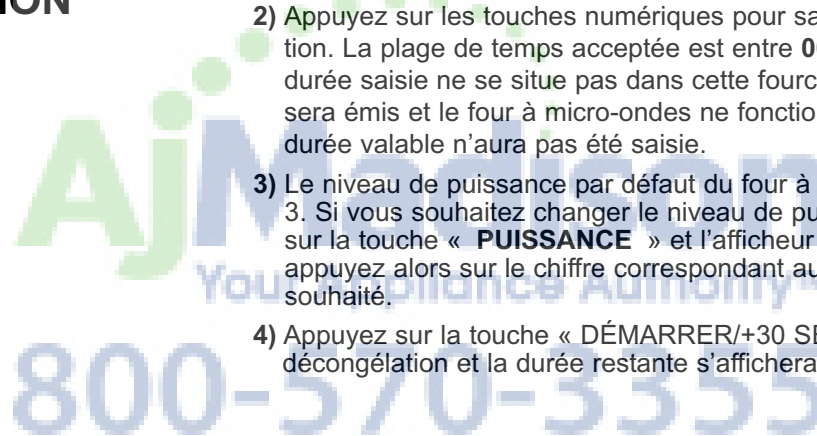 ION
2) Appuyez sur les touches numériques pour sa
tion. La plage de temps acceptée est entre 00
durée saisie ne se situe pas dans cette fourc
sera émis et le four à micro-ondes ne fonctio
durée valable n'aura pas été saisie.
3) Le niveau de puissance par défaut du four à
3. Si vous souhaitez changer le niveau de pu
sur la touche « PUISSANCE » et l'afficheur
appuyez alors sur le chiffre correspondant au
souhaité.
4) Appuyez sur la touche « DÉMARRER/+30 SE
décongélation et la durée restante s'affichera
AjMadison
Your Appliance Authority
800-570-3355